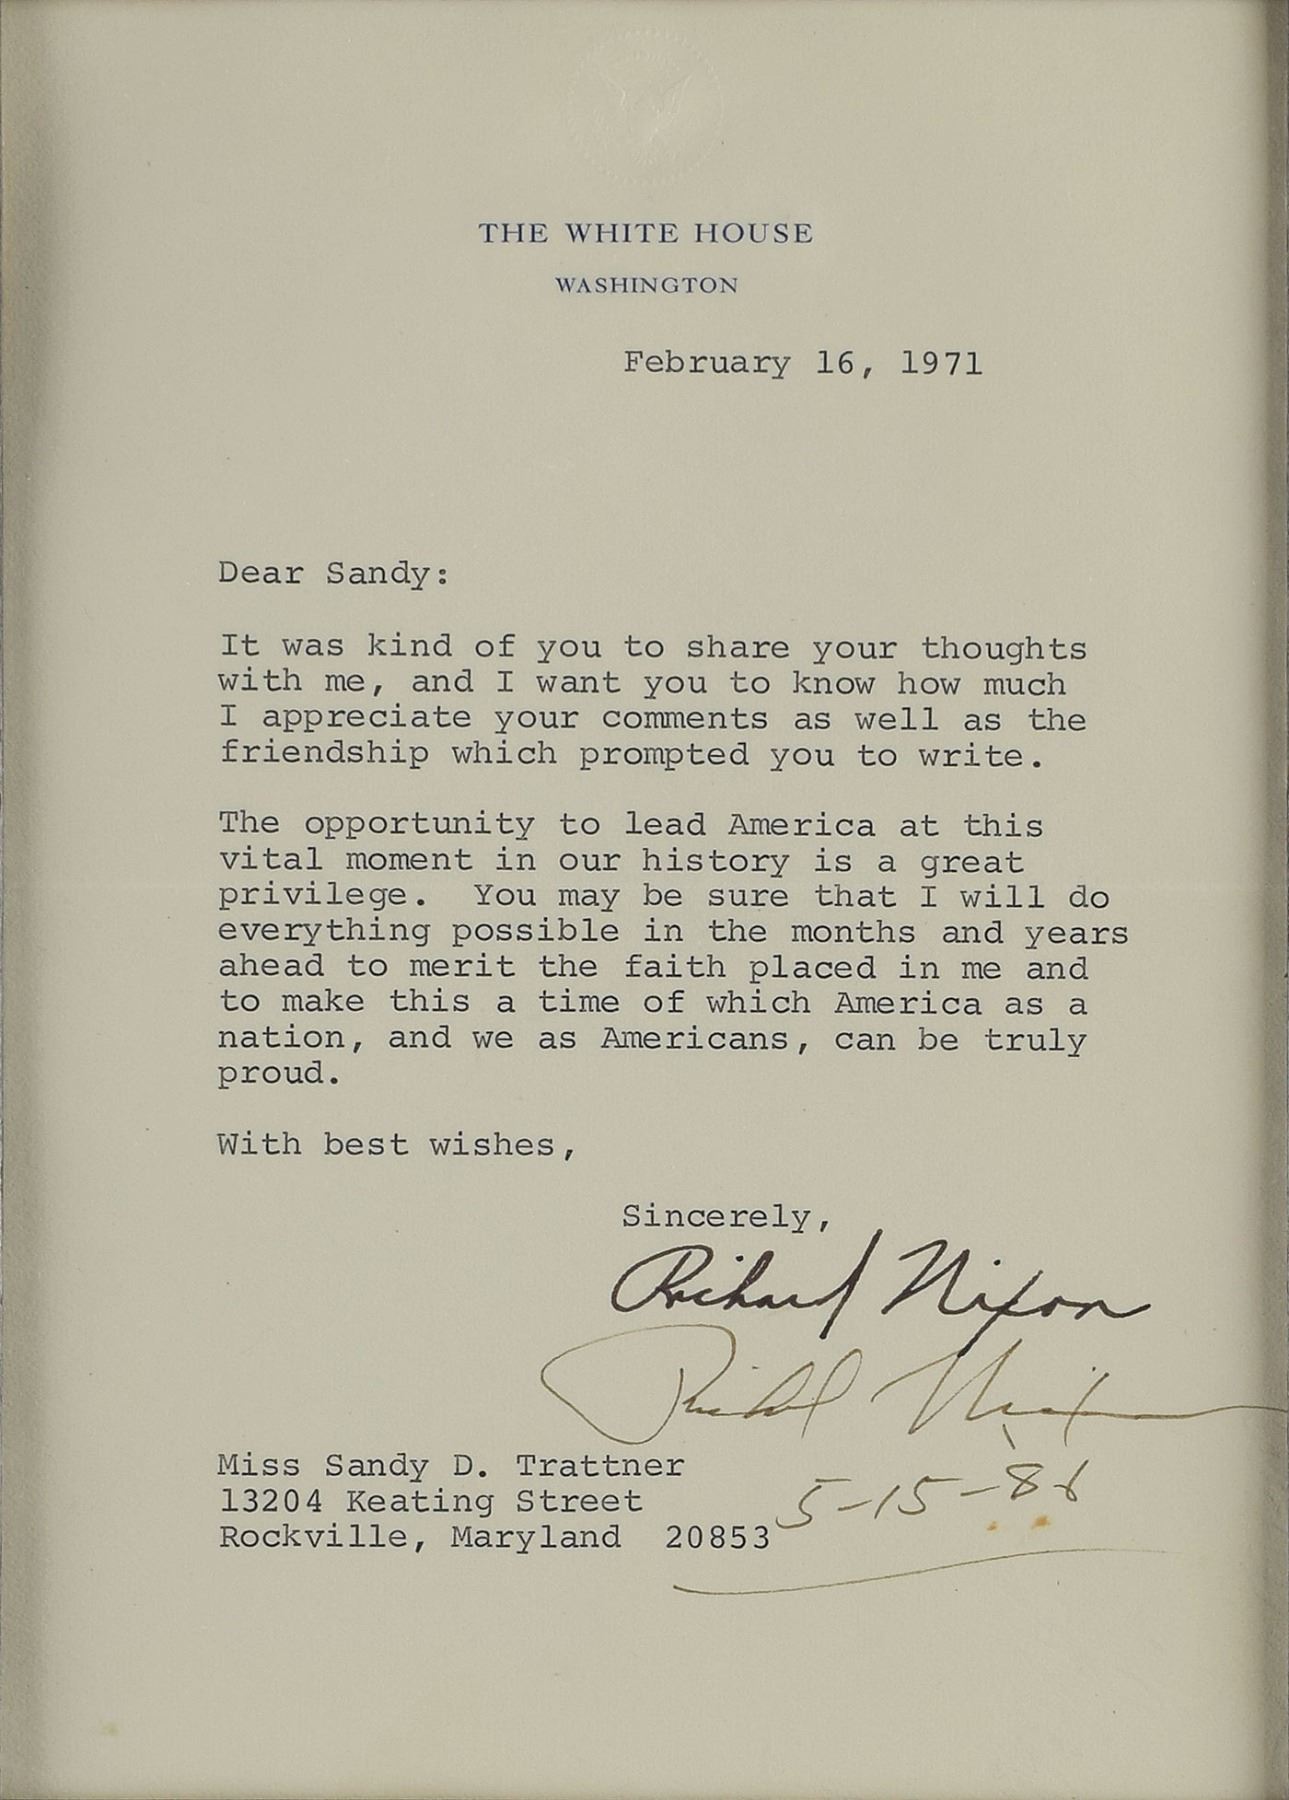 THE WHITE HOUSE
WASHINGTON
February 16, 1971
Dear Sandy:
It was kind of you to share your thoughts
with me, and I want you to know how much
I appreciate your comments as well as the
friendship which prompted you to write.
The opportunity to lead America at this
vital moment in our history is a great
privilege. You may be sure that I will do
everything possible in the months and years
ahead to merit the faith placed in me and
to make this a time of which America as a
nation, and we as Americans, can be truly
proud.
With best wishes,
Sincerely,
Richard Nixon
Richard Nixon
Miss Sandy D. Trattner
13204 Keating Street
Rockville, Maryland 20853
5-15-86